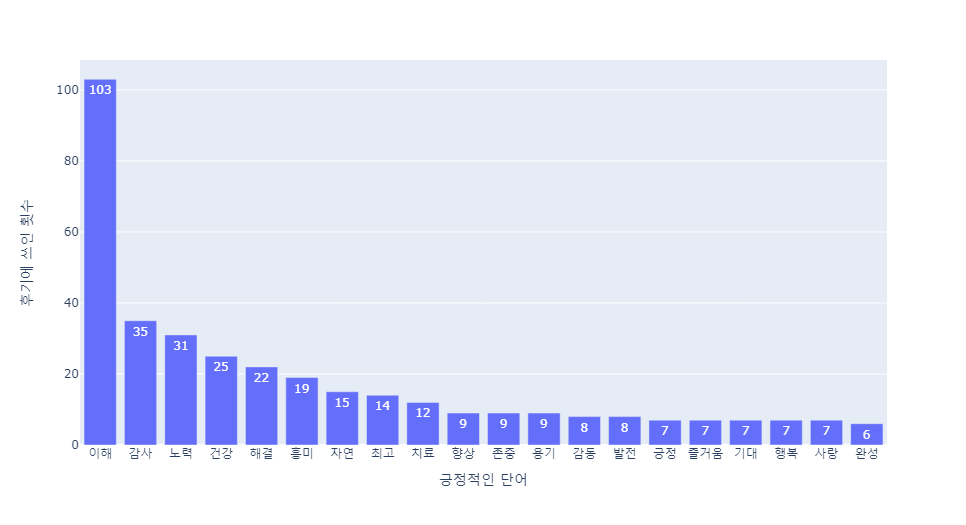 후기에 쓰인 횟수
100
80
60
40
20
0
103 35 31 25 22 19 15 14 12 9 9 9 8 8 7 7 7 7 7 6
이해 감사 노력 건강 해결 흥미 자연 최고 치료 향상 존중 용기 감동 발전 긍정 즐거움 기대 행복 사랑 완성
긍정적인 단어